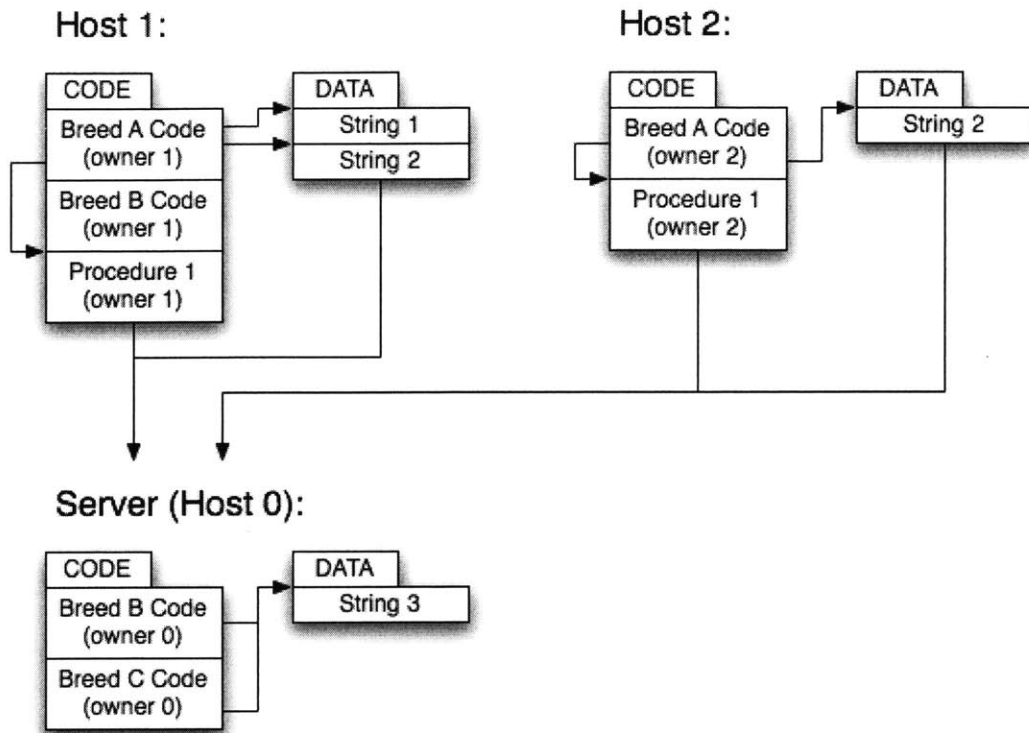 Host 1:
CODE
Breed A Code
(owner 1)
Breed B Code
(owner 1)
Procedure 1
(owner 1)
DATA
String 1
String 2
Host 2:
CODE
Breed A Code
(owner 2)
Procedure 1
(owner 2)
DATA
String 2
Server (Host 0):
CODE
Breed B Code
(owner 0)
Breed C Code
(owner 0)
DATA
String 3